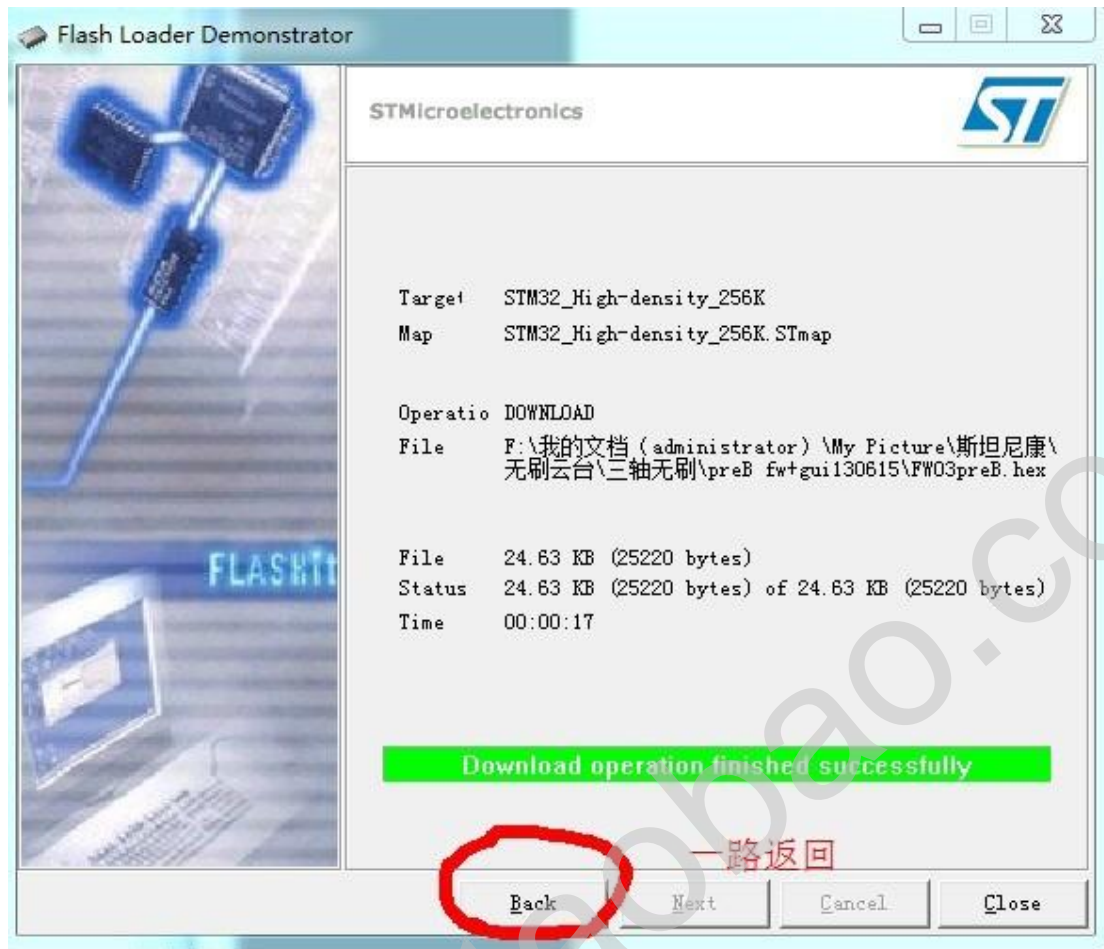 Flash Loader Demonstrator
STMicroelectronics
ST
Target STM32_High-density_256K
Map STM32_High-density_256K.STmap
Operatio DOWNLOAD
File F:\我的文档（administrator）\My Picture\斯坦尼康\
无刷云台\三轴无刷\preB fw+gui130615\FW03preB.hex
FLASHIt
File 24.63 KB (25220 bytes)
Status 24.63 KB (25220 bytes) of 24.63 KB (25220 bytes)
Time 00:00:17
Download operation finished successfully
一路返回
Back Next Cancel Close